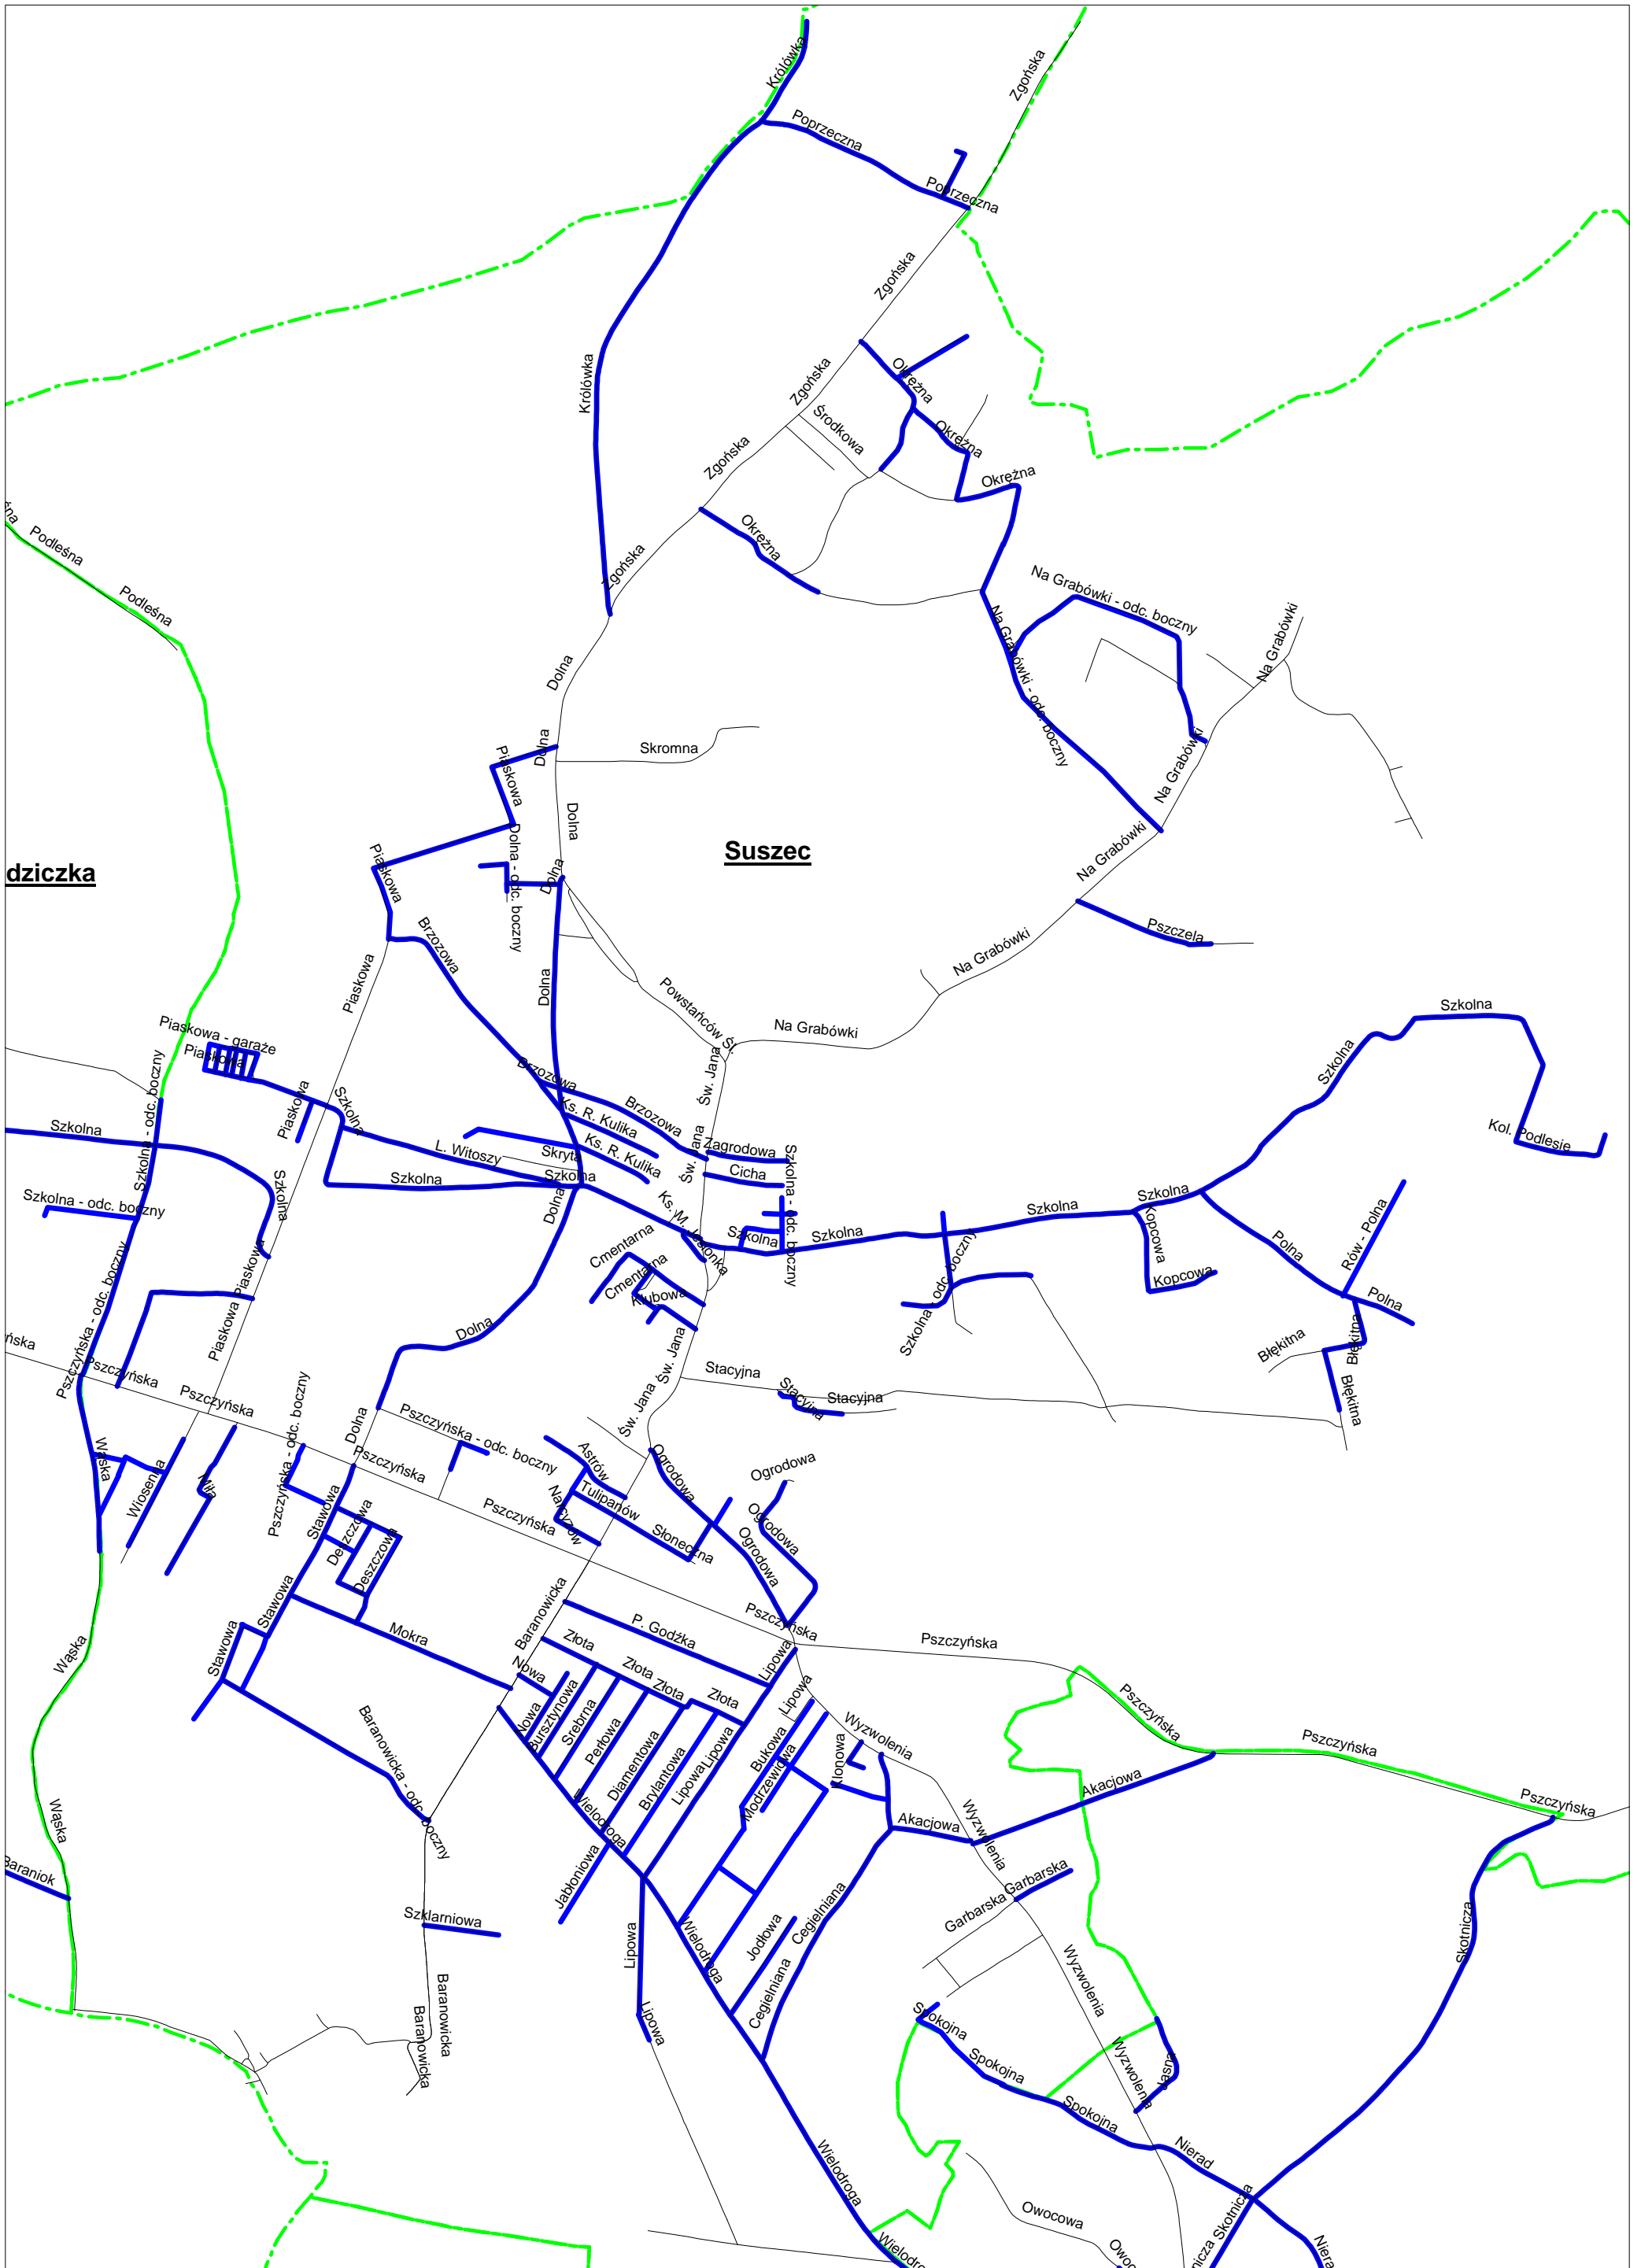 Królówka
Zgońska
Poprzeczna
Poprzeczna
Zgońska
Królówka
Zgońska
Okrężna
Środkowa
Okrężna
Zgońska
Okrężna
Okrężna
Podleśna
Zgońska
Podleśna
Na Grabówki - odc. boczny
Na Grabówki
Na Grabówki - odc. boczny
Dolna
Dolna
Skromna
Piaskowa
Na Grabówki
Dolna
Suszec
Na Grabówki
dziczka
Piaskowa
Dolna - odc. boczny
Dolna
Pszczela
Brzozowa
Na Grabówki
Piaskowa
Dolna
Powstańców Śl.
Szkolna
Na Grabówki
Piaskowa - garaże
Piaskowa
Szkolna
Św. Jana
Brzozowa
Szkolna - odc. boczny
Piaskowa
Szkolna
Ks. R. Kulika
Brzozowa
Szkolna
Kol. Podlesie
L. Witoszy
Skryta
Ks. R. Kulika
Św. Jana
Zagrodowa
Cicha
Szkolna - odc. boczny
Szkolna
Szkolna
Szkolna
Szkolna - odc. boczny
Szkolna
Dolna
Szkolna
Szkolna
Szkolna
Kopcowa
Rów - Polna
Polna
Cmentarna
Cmentarna
Klubowa
Kopcowa
Polna
Pszczyńska - odc. boczny
Piaskowa
Piaskowa
Szkolna - odc. boczny
Dolna
Błękitna
Błękitna
Pszczyńska
Św. Jana
Stacyjna
Stacyjna
Błękitna
Pszczyńska
Pszczyńska - odc. boczny
Dolna
Pszczyńska - odc. boczny
Św. Jana
Pszczyńska
Wąska
Wiosenna
Miła
Astrów
Ogrodowa
Ogrodowa
Stawowa
Deszczowa
Deszczowa
Pszczyńska
Narcyzów
Tulipanów
Słoneczna
Ogrodowa
Ogrodowa
Stawowa
Stawowa
Mokra
Baranowicka
P. Godźka
Pszczyńska
Pszczyńska
Wąska
Złota
Złota
Złota
Złota
Nowa
Nowa
Lipowa
Lipowa
Pszczyńska
Bursztynowa
Srebrna
Perłowa
Diamentowa
Brylantowa
Lipowa
Lipowa
Bukowa
Modrzewiowa
Klonowa
Wyzwolenia
Pszczyńska
Baranowicka - odc. boczny
Wąska
Wielodroga
Akacjowa
Akacjowa
Pszczyńska
Wyzwolenia
Baraniok
Jabłoniowa
Garbarska
Garbarska
Szklarniowa
Lipowa
Wielodroga
Jodłowa
Cegielniana
Cegielniana
Wyzwolenia
Skotnicza
Baranowicka
Baranowicka
Lipowa
Spokojna
Spokojna
Wyzwolenia
Jasna
Spokojna
Nierad
Wielodroga
Owocowa
Skotnicza